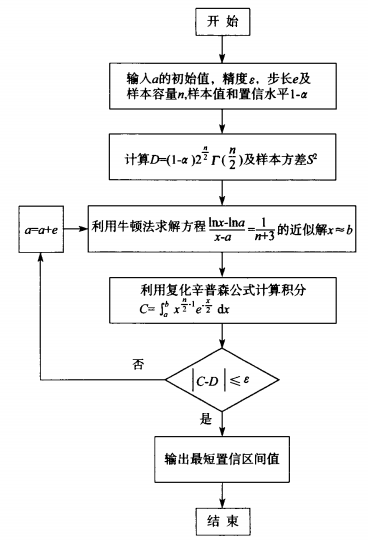 开 始
输入a的初始值，精度ε，步长e及
样本容量n,样本值和置信水平1-α
计算D=(1-α)2^{n/2}Γ(n/2)及样本方差S²
a=a+e
利用牛顿法求解方程 (lnx-lna)/(x-a)=1/(n+3) 的近似解x≈b
利用复化辛普森公式计算积分
C=∫_a^b x^{n/2-1}e^{-x/2} dx
否
|C-D|≤ε
是
输出最短置信区间值
结 束